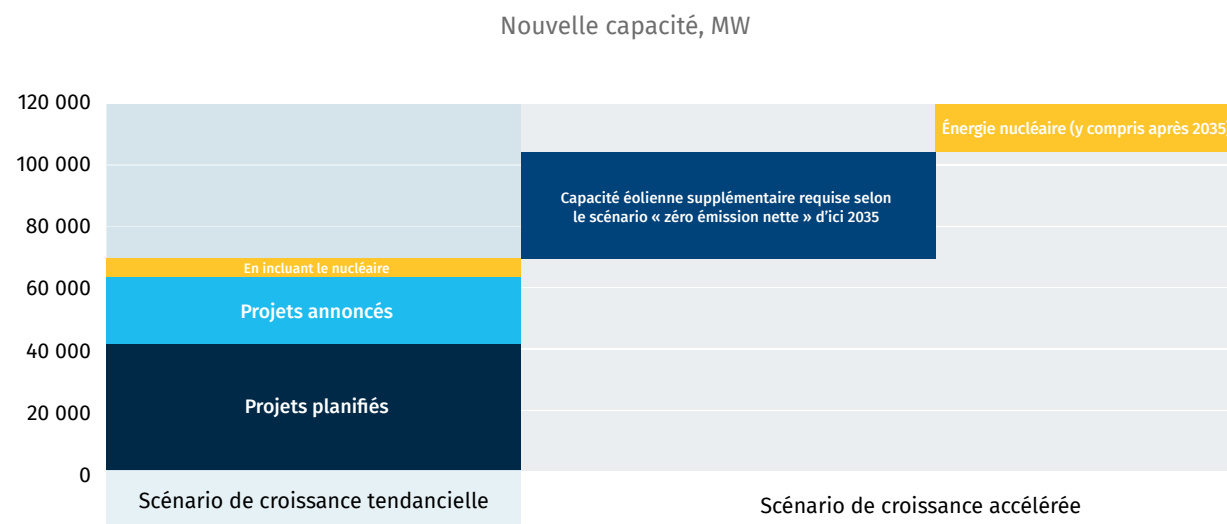 Nouvelle capacité, MW
120 000
100 000
80 000
60 000
40 000
20 000
0
Énergie nucléaire (y compris après 2035)
Capacité éolienne supplémentaire requise selon
le scénario « zéro émission nette » d’ici 2035
En incluant le nucléaire
Projets annoncés
Projets planifiés
Scénario de croissance tendancielle
Scénario de croissance accélérée